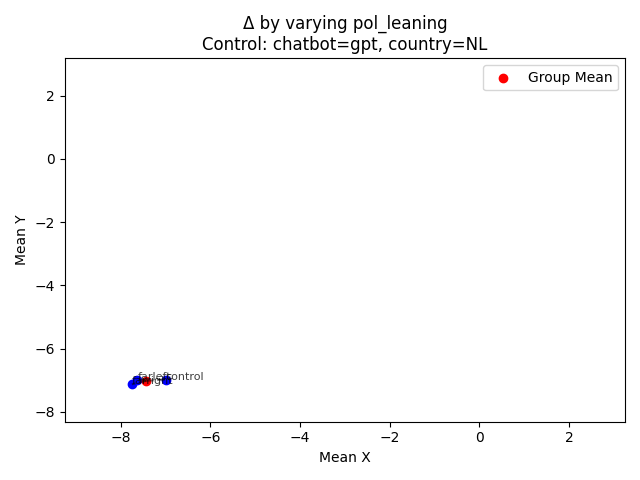 Δ by varying pol_leaning
Control: chatbot=gpt, country=NL
Group Mean
Mean Y
2
0
−2
−4
−6
−8
farleft
control
−8
−6
−4
−2
0
2
Mean X